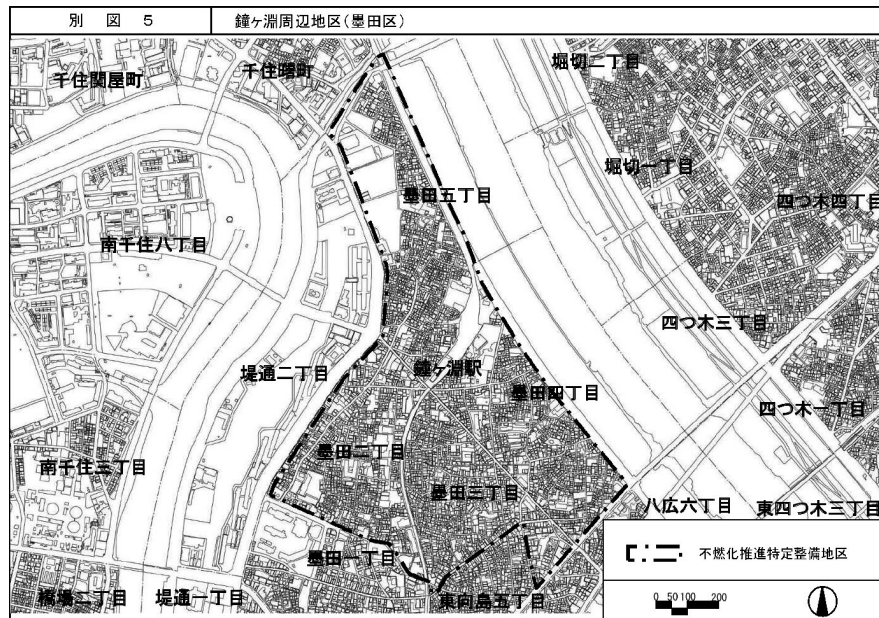 別 図 5
鐘ヶ淵周辺地区(墨田区)
堀切二丁目
千住曙町
千住関屋町
堀切一丁目
墨田五丁目
四つ木四丁目
南千住八丁目
四つ木三丁目
鐘ヶ淵駅
堤通二丁目
墨田四丁目
四つ木一丁目
墨田二丁目
南千住三丁目
墨田三丁目
八広六丁目
東四つ木三丁目
墨田一丁目
不燃化推進特定整備地区
橋場二丁目
堤通一丁目
東向島五丁目
0 50 100 200